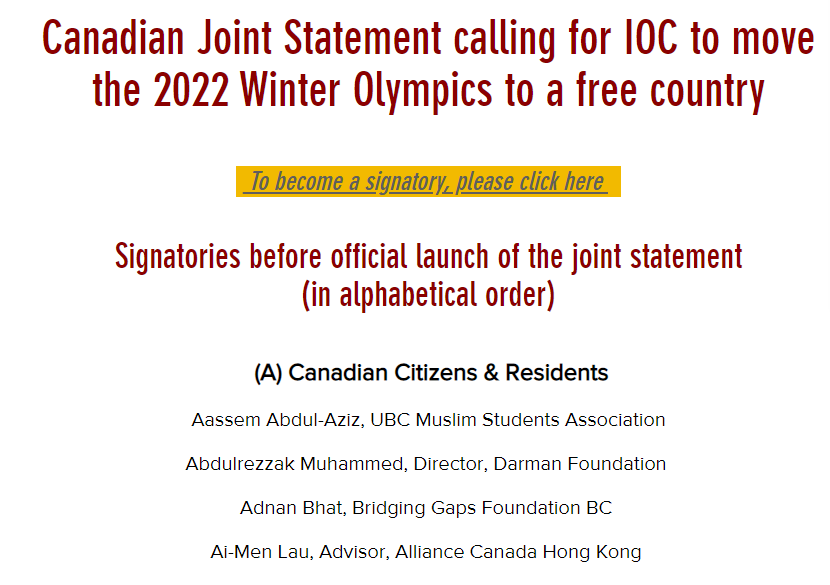 Canadian Joint Statement calling for IOC to move
the 2022 Winter Olympics to a free country
To become a signatory, please click here
Signatories before official launch of the joint statement
(in alphabetical order)
(A) Canadian Citizens & Residents
Aassem Abdul-Aziz, UBC Muslim Students Association
Abdulrezzak Muhammed, Director, Darman Foundation
Adnan Bhat, Bridging Gaps Foundation BC
Ai-Men Lau, Advisor, Alliance Canada Hong Kong